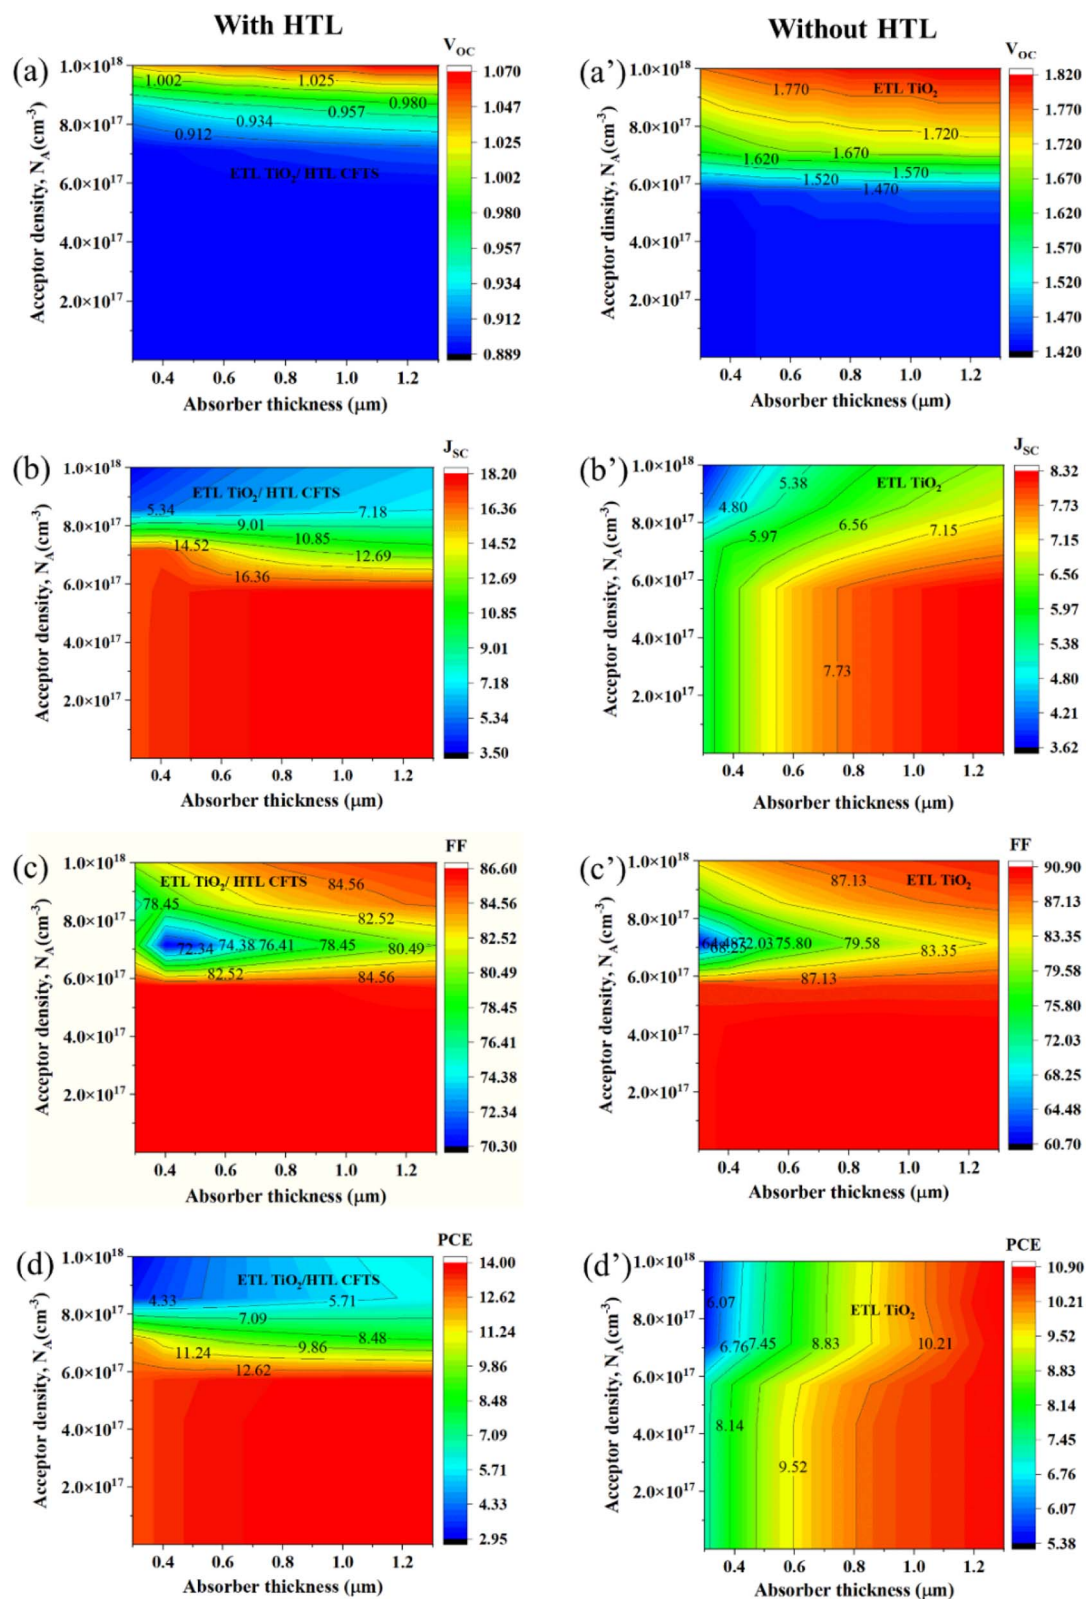 With HTL
Without HTL
(a)
V_OC
1.0×10^18
8.0×10^17
6.0×10^17
4.0×10^17
2.0×10^17
Acceptor density, N_A(cm^-3)
1.002
1.025
0.980
0.957
0.934
0.912
ETL TiO_2/ HTL CFTS
0.4 0.6 0.8 1.0 1.2
Absorber thickness (μm)
1.070
1.047
1.025
1.002
0.980
0.957
0.934
0.912
0.889
(a')
V_OC
1.0×10^18
8.0×10^17
6.0×10^17
4.0×10^17
2.0×10^17
Acceptor dinsity, N_A(cm^-3)
ETL TiO_2
1.770
1.720
1.670
1.620
1.570
1.520
1.470
0.4 0.6 0.8 1.0 1.2
Absorber thickness (μm)
1.820
1.770
1.720
1.670
1.620
1.570
1.520
1.470
1.420
(b)
J_SC
1.0×10^18
8.0×10^17
6.0×10^17
4.0×10^17
2.0×10^17
Acceptor density, N_A(cm^-3)
ETL TiO_2/ HTL CFTS
5.34
7.18
9.01
10.85
14.52
12.69
16.36
0.4 0.6 0.8 1.0 1.2
Absorber thickness (μm)
18.20
16.36
14.52
12.69
10.85
9.01
7.18
5.34
3.50
(b')
J_SC
1.0×10^18
8.0×10^17
6.0×10^17
4.0×10^17
2.0×10^17
Acceptor density, N_A(cm^-3)
ETL TiO_2
5.38
4.80
6.56
7.15
5.97
7.73
0.4 0.6 0.8 1.0 1.2
Absorber thickness (μm)
8.32
7.73
7.15
6.56
5.97
5.38
4.80
4.21
3.62
(c)
FF
1.0×10^18
8.0×10^17
6.0×10^17
4.0×10^17
2.0×10^17
Acceptor density, N_A(cm^-3)
ETL TiO_2/ HTL CFTS
84.56
78.45
82.52
72.34 74.38 76.41 78.45 80.49
82.52
84.56
0.4 0.6 0.8 1.0 1.2
Absorber thickness (μm)
86.60
84.56
82.52
80.49
78.45
76.41
74.38
72.34
70.30
(c')
FF
1.0×10^18
8.0×10^17
6.0×10^17
4.0×10^17
2.0×10^17
Acceptor density, N_A(cm^-3)
87.13
ETL TiO_2
64.48 72.03 75.80 79.58
68.25
83.35
87.13
0.4 0.6 0.8 1.0 1.2
Absorber thickness (μm)
90.90
87.13
83.35
79.58
75.80
72.03
68.25
64.48
60.70
(d)
PCE
1.0×10^18
8.0×10^17
6.0×10^17
4.0×10^17
2.0×10^17
Acceptor density, N_A(cm^-3)
ETL TiO_2/HTL CFTS
4.33
5.71
7.09
8.48
11.24
9.86
12.62
0.4 0.6 0.8 1.0 1.2
Absorber thickness (μm)
14.00
12.62
11.24
9.86
8.48
7.09
5.71
4.33
2.95
(d')
PCE
1.0×10^18
8.0×10^17
6.0×10^17
4.0×10^17
2.0×10^17
Acceptor density, N_A(cm^-3)
6.07
ETL TiO_2
6.76 7.45 8.83 10.21
8.14
9.52
0.4 0.6 0.8 1.0 1.2
Absorber thickness (μm)
10.90
10.21
9.52
8.83
8.14
7.45
6.76
6.07
5.38